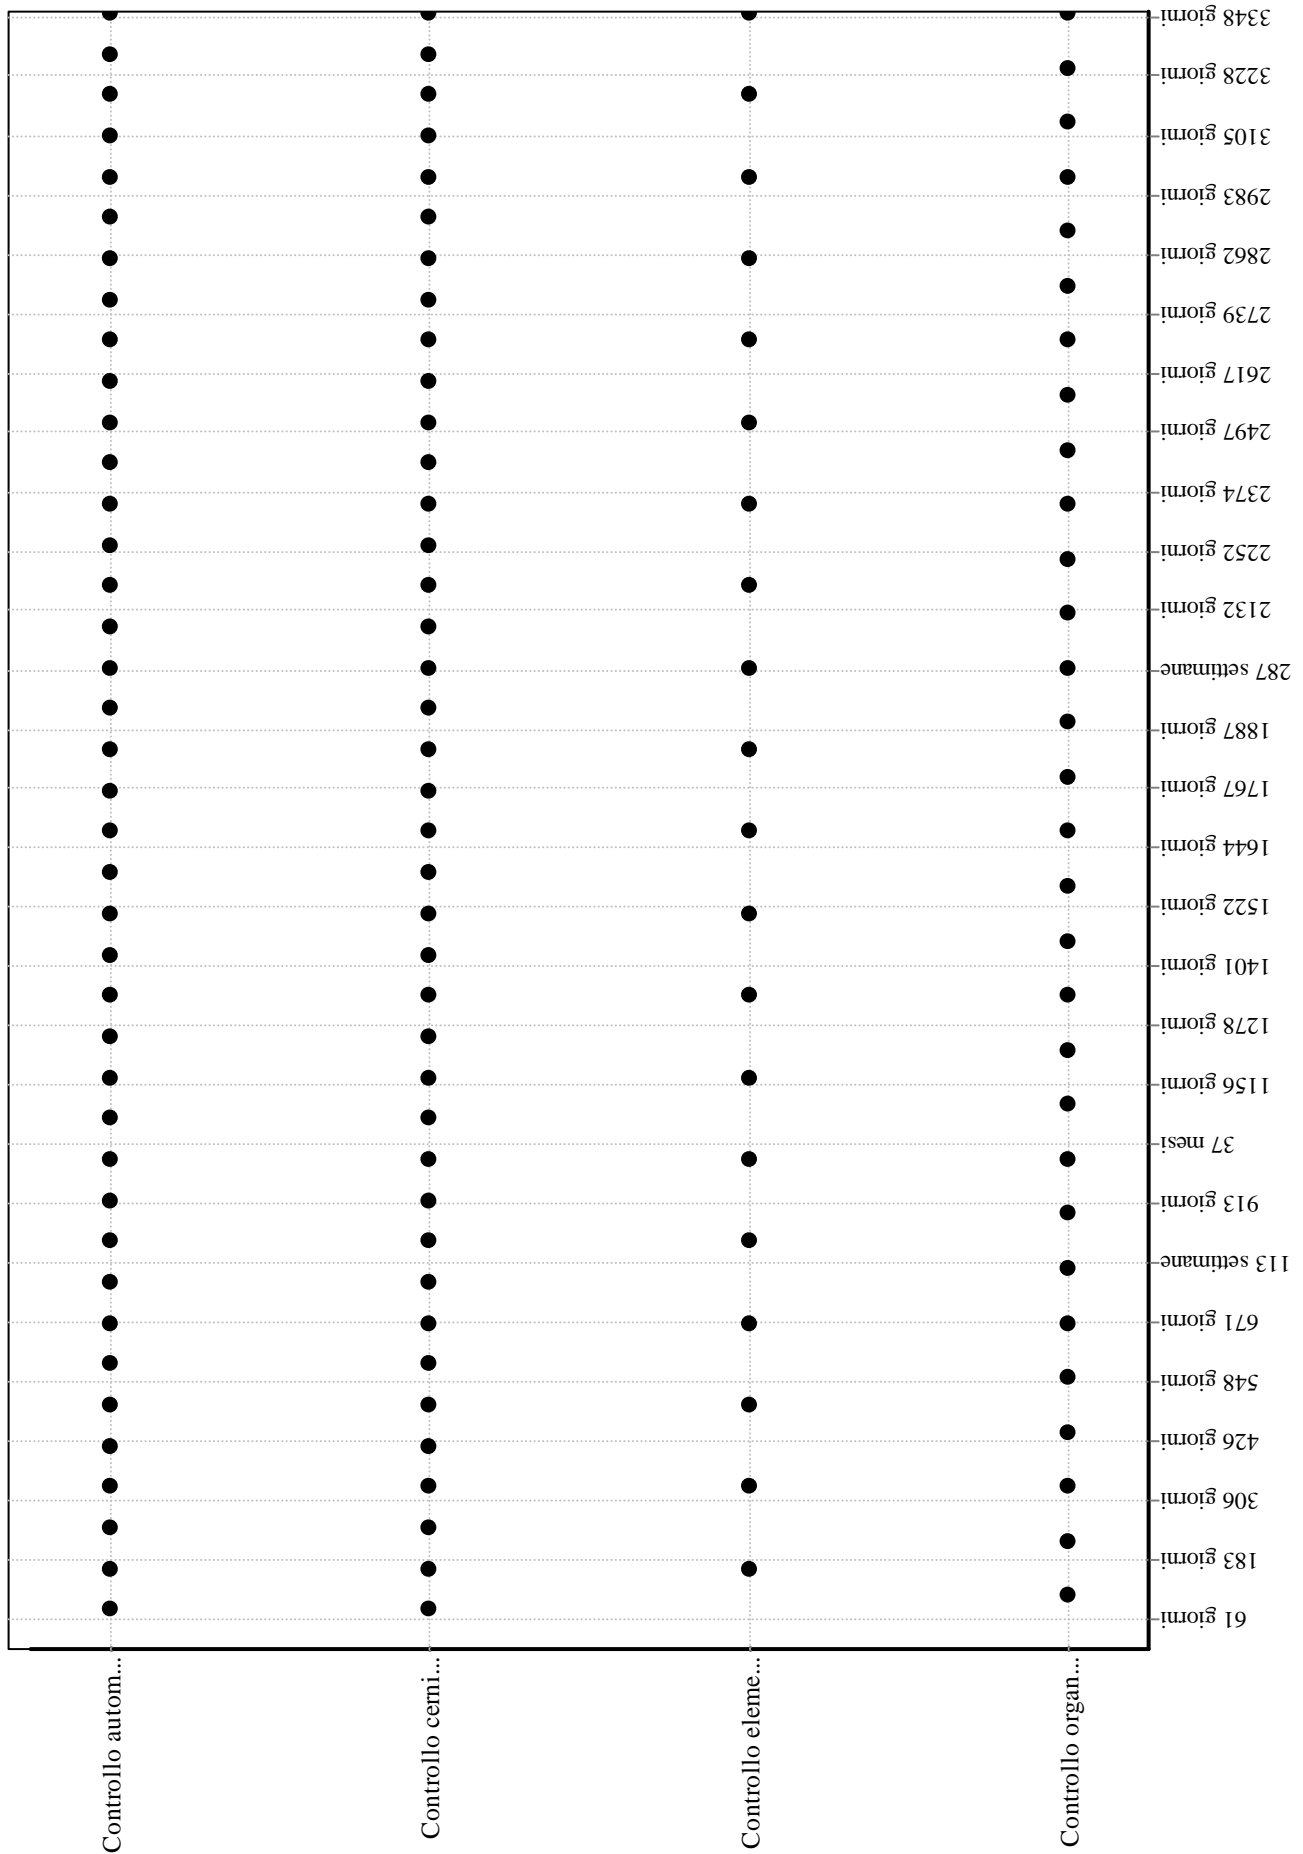 3348 giorni
3228 giorni
3105 giorni
2983 giorni
2862 giorni
2739 giorni
2617 giorni
2497 giorni
2374 giorni
2252 giorni
2132 giorni
287 settimane
1887 giorni
1767 giorni
1644 giorni
1522 giorni
1401 giorni
1278 giorni
1156 giorni
37 mesi
913 giorni
113 settimane
671 giorni
548 giorni
426 giorni
306 giorni
183 giorni
61 giorni
Controllo autom...
Controllo cerni...
Controllo eleme...
Controllo organ...